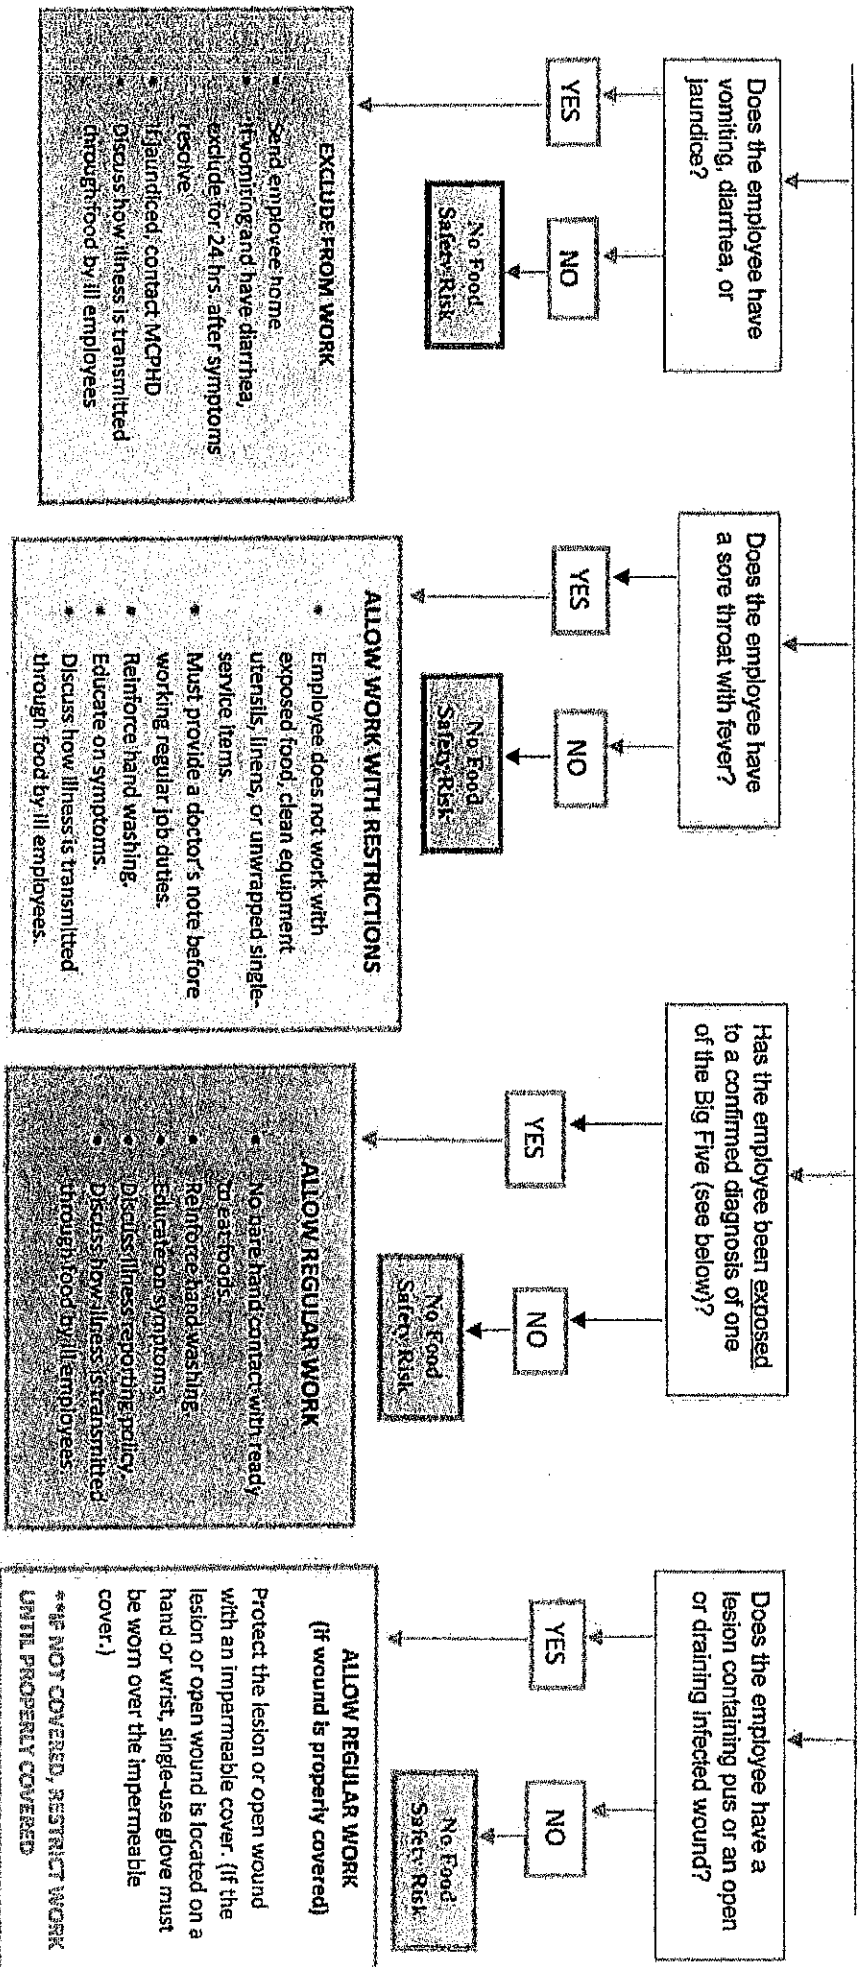 Does the employee have
vomiting, diarrhea, or
jaundice?
YES
NO
No Food
Safety Risk
EXCLUDE FROM WORK
• Send employee home
• If vomiting and have diarrhea,
exclude for 24 hrs. after symptoms
resolve
• If jaundiced contact MCPHD
• Discuss how illness is transmitted
through food by ill employees
Does the employee have
a sore throat with fever?
YES
NO
No Food
Safety Risk
ALLOW WORK WITH RESTRICTIONS
• Employee does not work with
exposed food, clean equipment
utensils, linens, or unwrapped single-
service items.
• Must provide a doctor's note before
working regular job duties.
• Reinforce hand washing.
• Educate on symptoms.
• Discuss how illness is transmitted
through food by ill employees.
Has the employee been exposed
to a confirmed diagnosis of one
of the Big Five (see below)?
YES
NO
No Food
Safety Risk
ALLOW REGULAR WORK
• No bare hand contact with ready
to eat foods.
• Reinforce hand washing.
• Educate on symptoms.
• Discuss illness reporting policy.
• Discuss how illness is transmitted
through food by ill employees.
Does the employee have a
lesion containing pus or an open
or draining infected wound?
YES
NO
No Food
Safety Risk
ALLOW REGULAR WORK
(if wound is properly covered)
Protect the lesion or open wound
with an impermeable cover. (If the
lesion or open wound is located on a
hand or wrist, single-use glove must
be worn over the impermeable
cover.)
**IF NOT COVERED, RESTRICT WORK
UNTIL PROPERLY COVERED